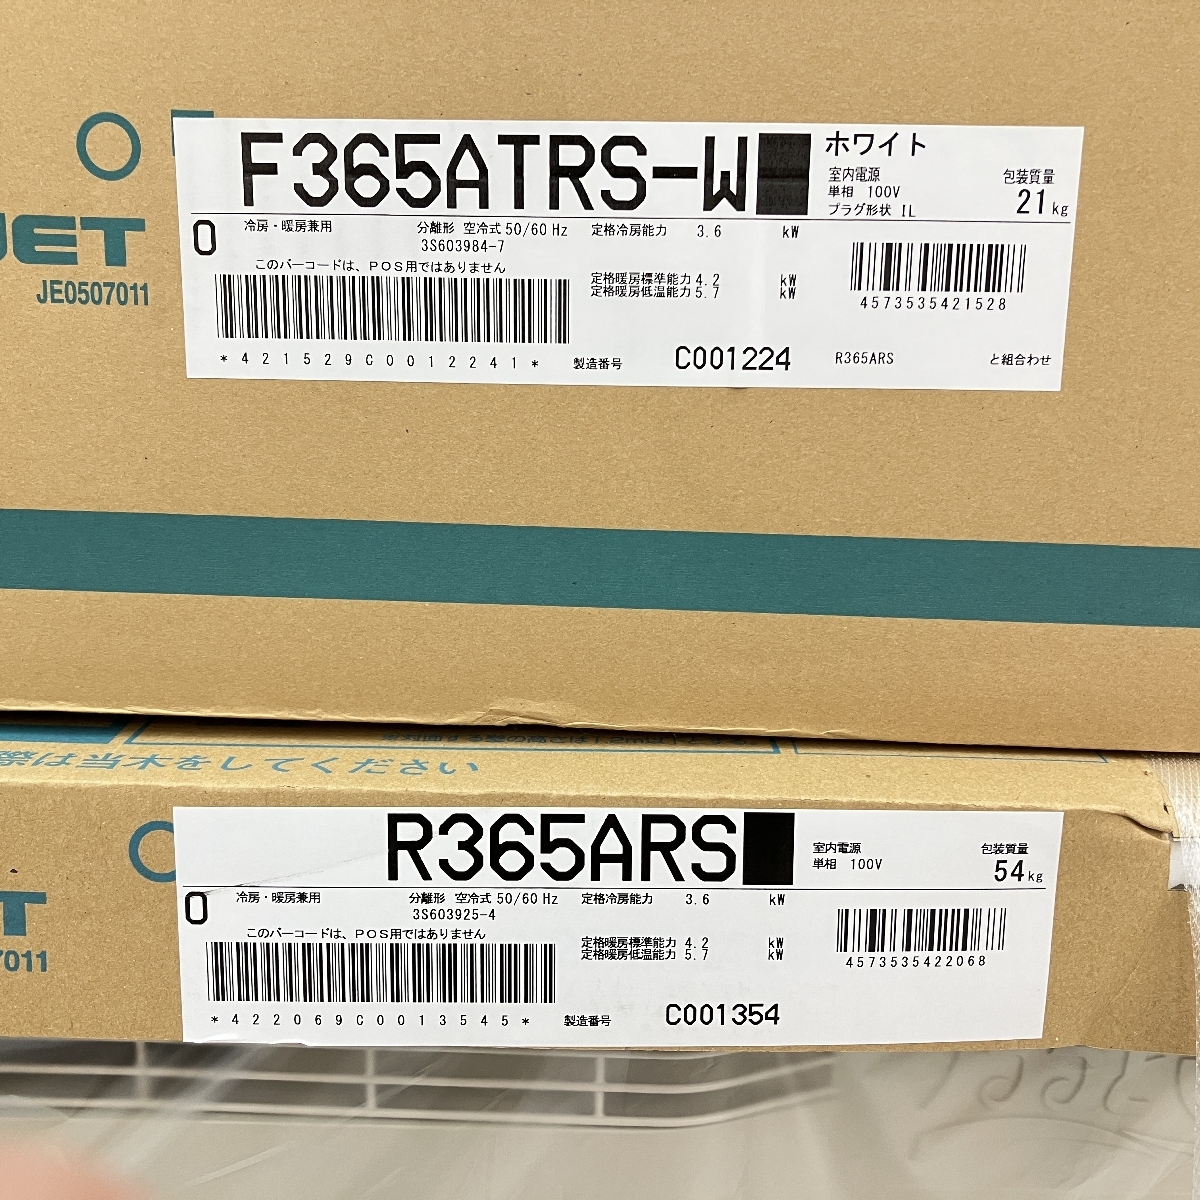 F365ATRS-W■
ホワイト
室内電源
単相 100V
プラグ形状 IL
包装質量
21kg
JET
JE0507011
0
冷房・暖房兼用
分離形 空冷式 50/60 Hz
3S603984-7
定格冷房能力 3.6 kW
このバーコードは、POS用ではありません
定格暖房標準能力 4.2 kW
定格暖房低温能力 5.7 kW
4573535421528
*421529C0012241*
製造番号 C001224
R365ARS と組合わせ
際は当木をしてください
R365ARS■
室内電源
単相 100V
包装質量
54kg
T
7011
0
冷房・暖房兼用
分離形 空冷式 50/60 Hz
3S603925-4
定格冷房能力 3.6 kW
このバーコードは、POS用ではありません
定格暖房標準能力 4.2 kW
定格暖房低温能力 5.7 kW
4573535422068
*422069C0013545*
製造番号 C001354